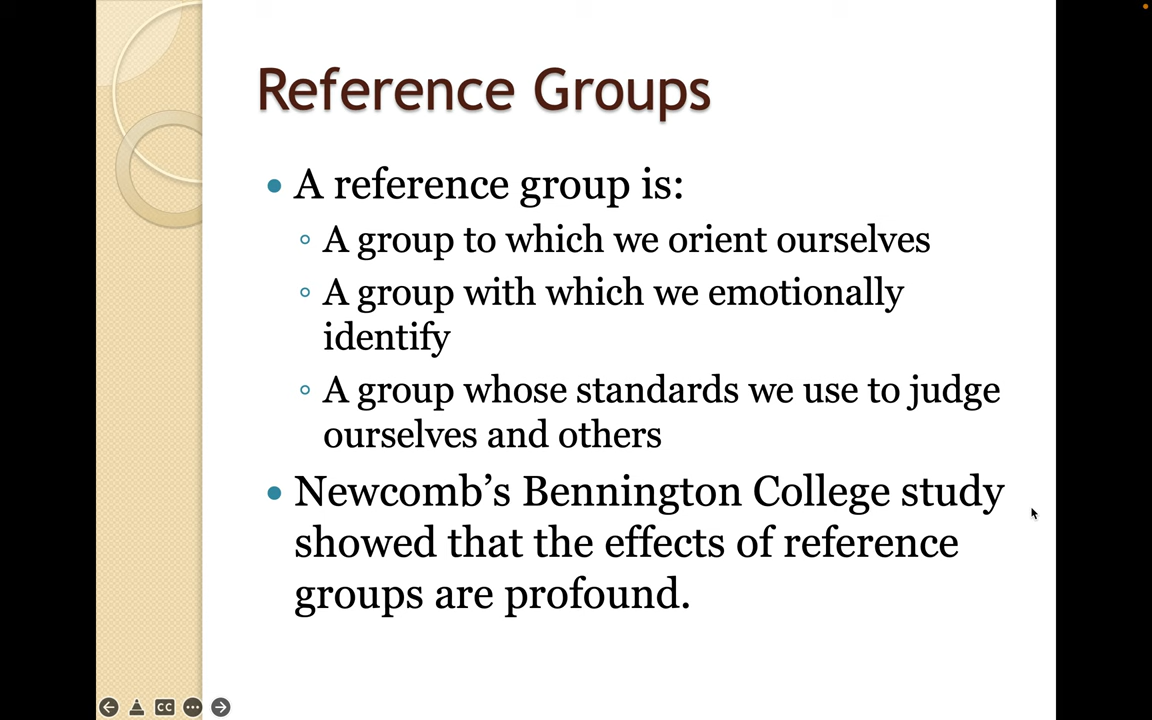 Reference Groups
• A reference group is:
◦ A group to which we orient ourselves
◦ A group with which we emotionally
identify
◦ A group whose standards we use to judge
ourselves and others
• Newcomb’s Bennington College study
showed that the effects of reference
groups are profound.
CC